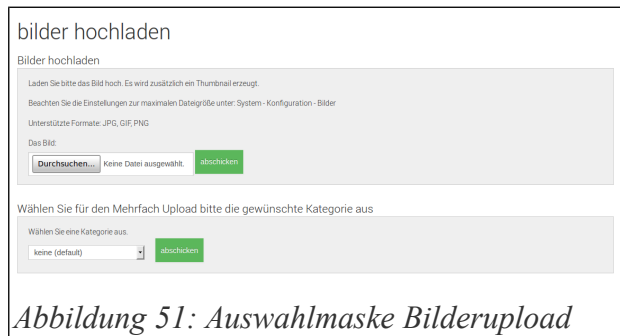 bilder hochladen
Bilder hochladen
Laden Sie bitte das Bild hoch. Es wird zusätzlich ein Thumbnail erzeugt.
Beachten Sie die Einstellungen zur maximalen Dateigröße unter: System - Konfiguration - Bilder
Unterstützte Formate: JPG, GIF, PNG
Das Bild:
Durchsuchen... Keine Datei ausgewählt. abschicken
Wählen Sie für den Mehrfach Upload bitte die gewünschte Kategorie aus
Wählen Sie eine Kategorie aus.
keine (default) abschicken
Abbildung 51: Auswahlmaske Bilderupload